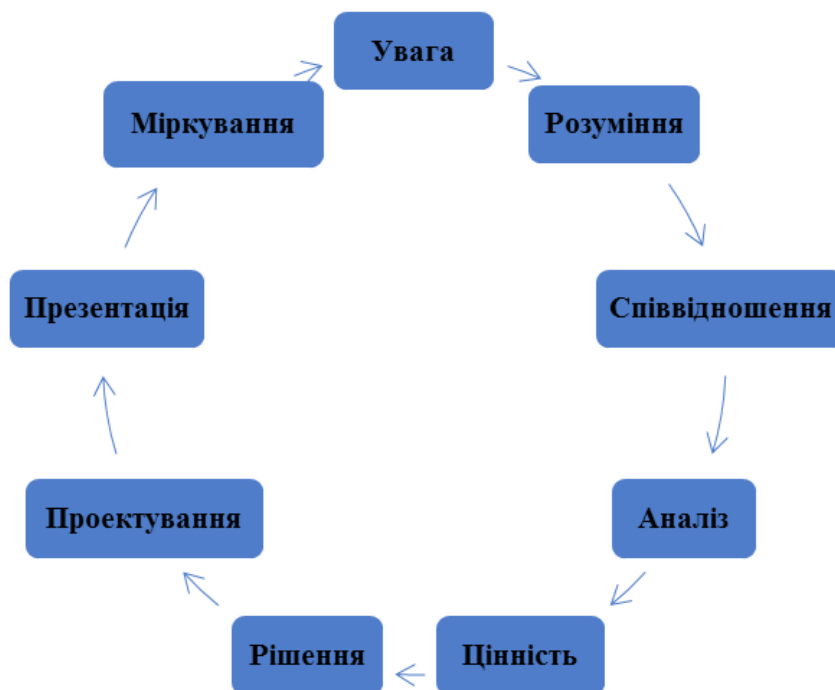 Увага
Розуміння
Співвідношення
Аналіз
Цінність
Рішення
Проектування
Презентація
Міркування